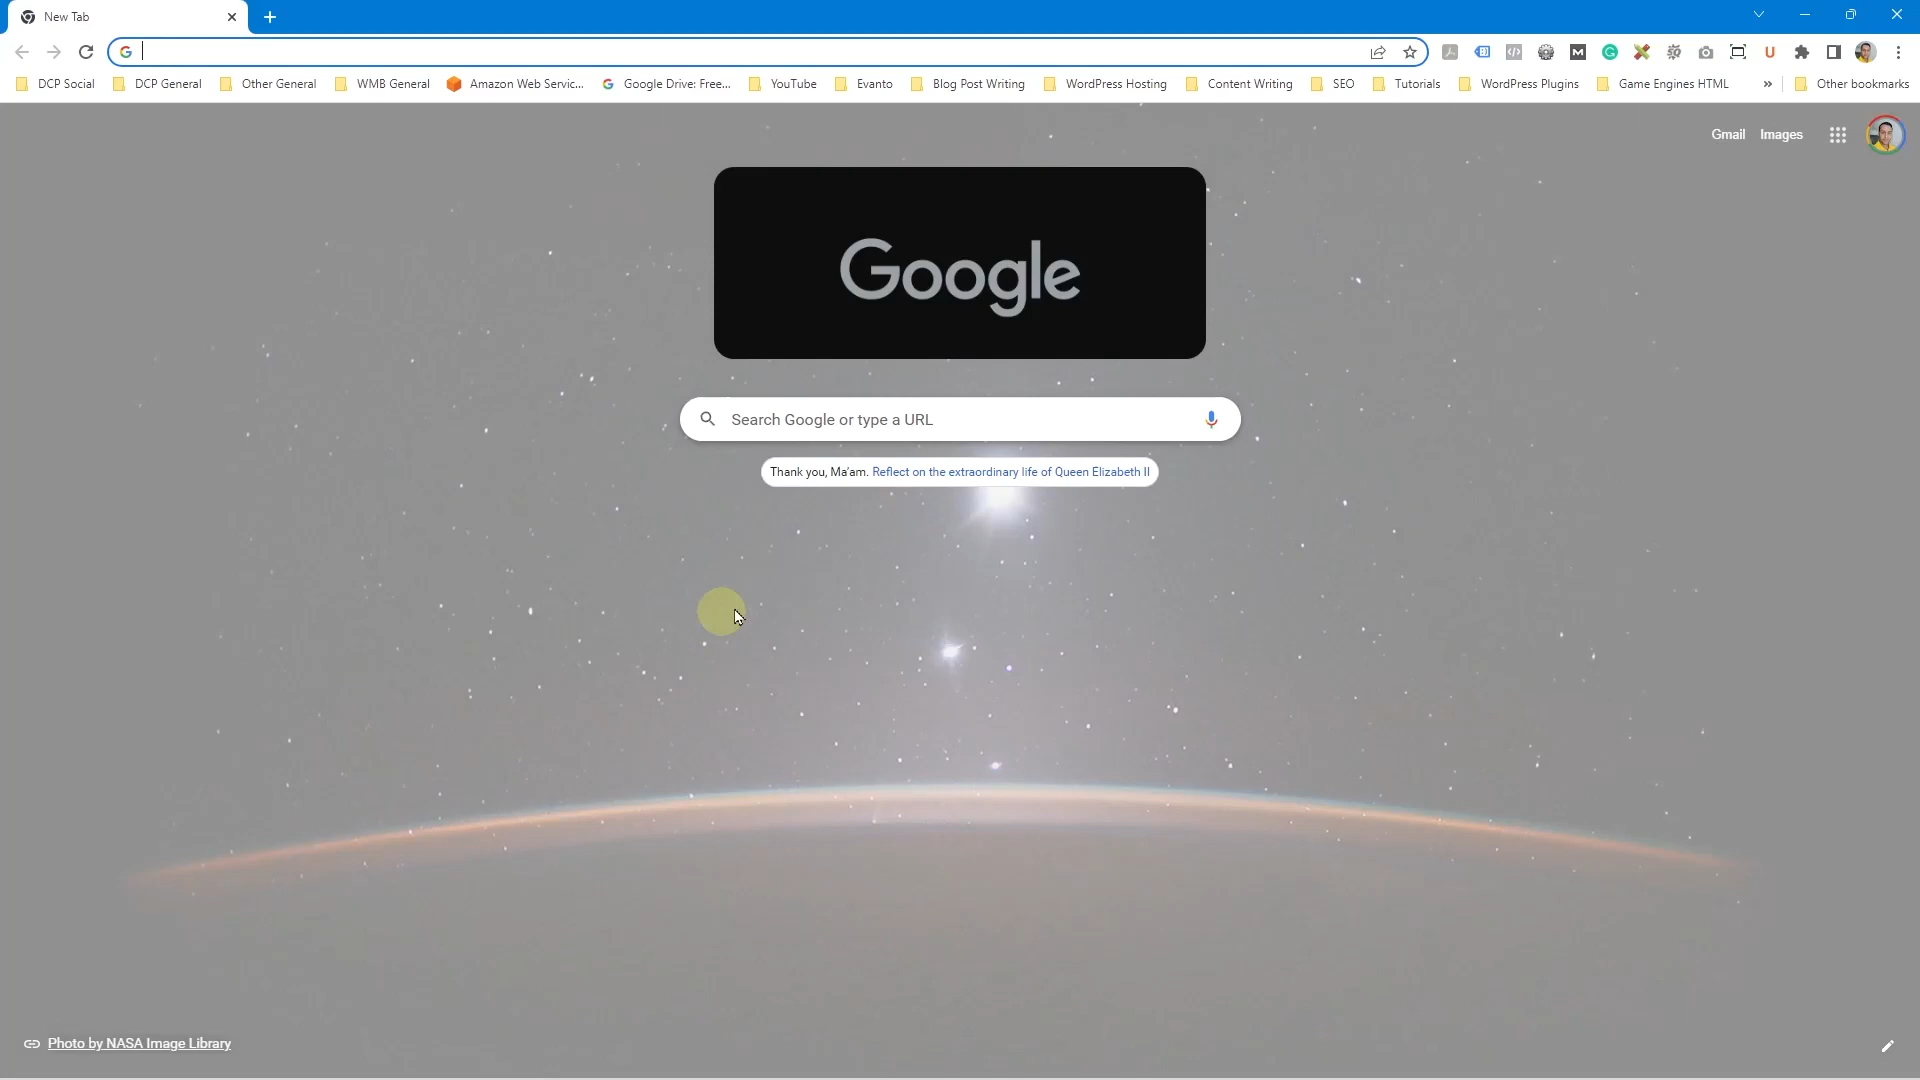 New Tab
DCP Social DCP General Other General WMB General Amazon Web Servic... Google Drive: Free... YouTube Evanto Blog Post Writing WordPress Hosting Content Writing SEO Tutorials WordPress Plugins Game Engines HTML » Other bookmarks
Gmail Images
Google
Search Google or type a URL
Thank you, Ma'am. Reflect on the extraordinary life of Queen Elizabeth II
Photo by NASA Image Library